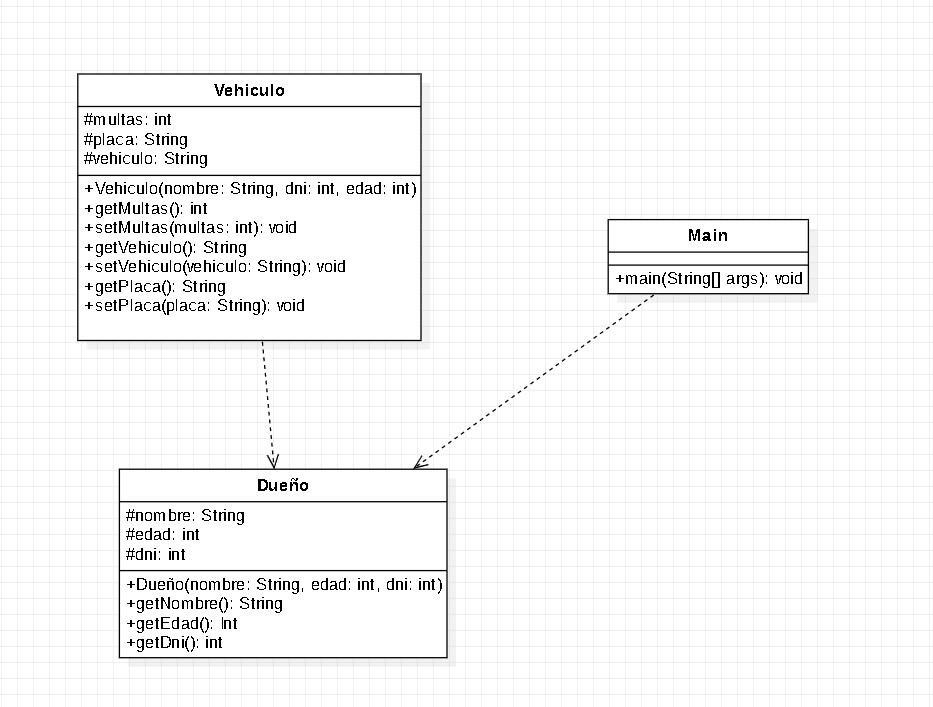 Vehiculo
#multas: int
#placa: String
#vehiculo: String
+Vehiculo(nombre: String, dni: int, edad: int)
+getMultas(): int
+setMultas(multas: int): void
+getVehiculo(): String
+setVehiculo(vehiculo: String): void
+getPlaca(): String
+setPlaca(placa: String): void
Main
+main(String[] args): void
Dueño
#nombre: String
#edad: int
#dni: int
+Dueño(nombre: String, edad: int, dni: int)
+getNombre(): String
+getEdad(): Int
+getDni(): int